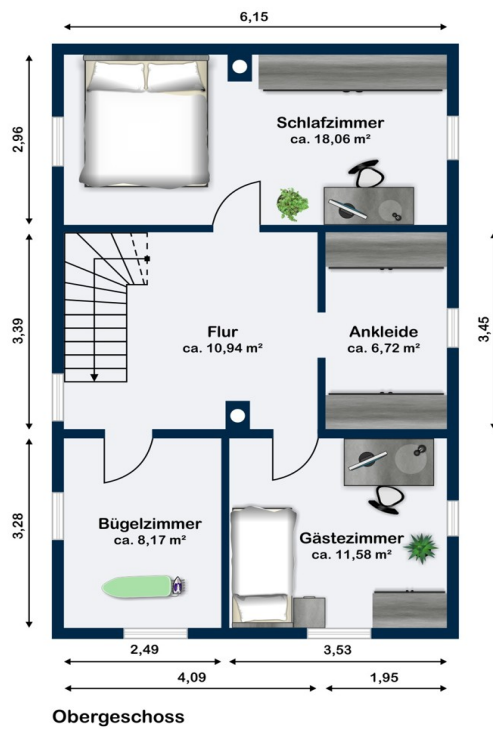 6,15
2,96
Schlafzimmer
ca. 18,06 m²
3,39
Flur
ca. 10,94 m²
Ankleide
ca. 6,72 m²
3,45
3,28
Bügelzimmer
ca. 8,17 m²
Gästezimmer
ca. 11,58 m²
2,49
3,53
4,09
1,95
Obergeschoss